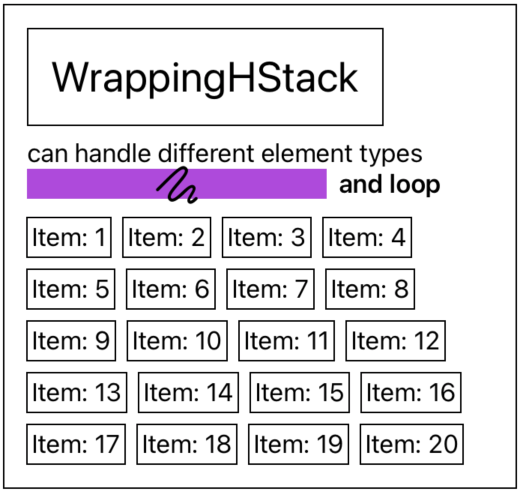 WrappingHStack
can handle different element types
and loop
Item: 1 Item: 2 Item: 3 Item: 4
Item: 5 Item: 6 Item: 7 Item: 8
Item: 9 Item: 10 Item: 11 Item: 12
Item: 13 Item: 14 Item: 15 Item: 16
Item: 17 Item: 18 Item: 19 Item: 20